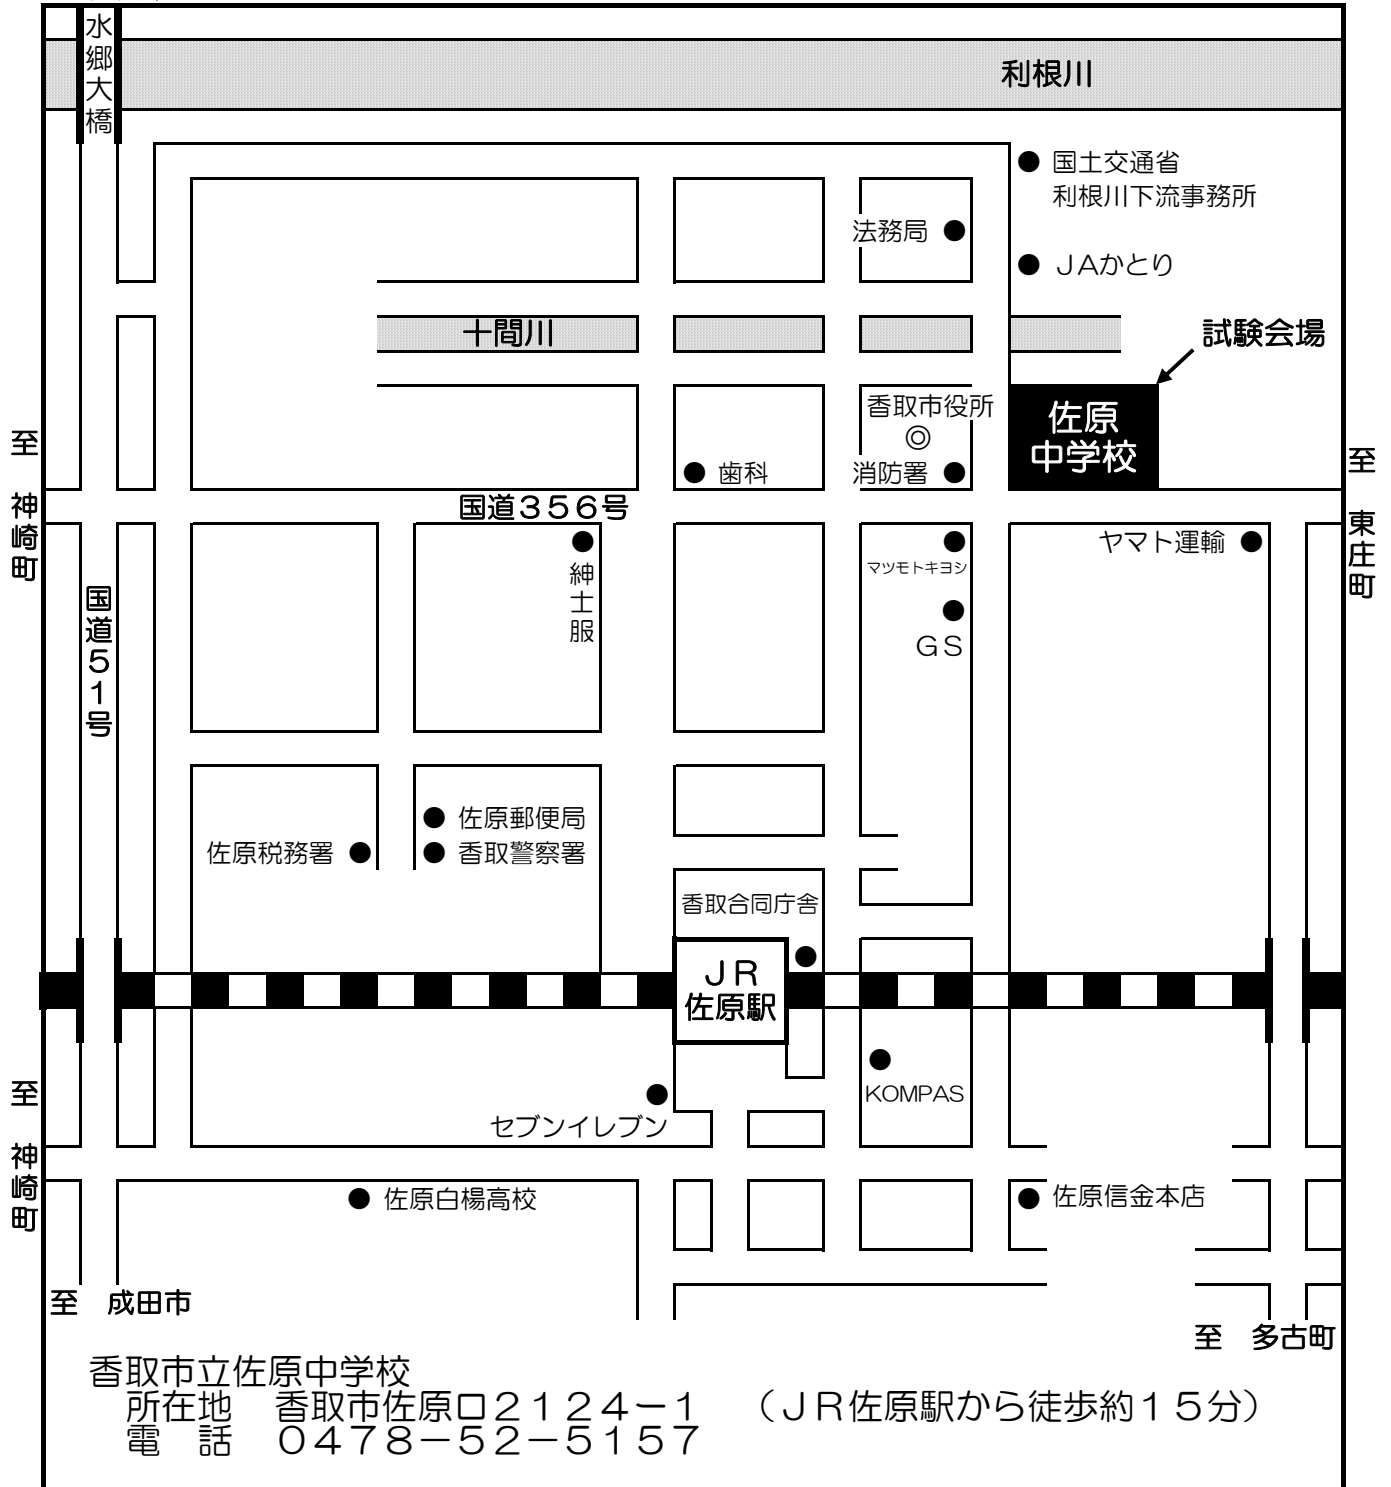 水郷大橋
利根川
国土交通省
利根川下流事務所
法務局
ＪＡかとり
十間川
試験会場
香取市役所
◎
佐原
中学校
至　神崎町
歯科
消防署
至　東庄町
国道３５６号
紳士服
マツモトキヨシ
ヤマト運輸
国道５１号
ＧＳ
佐原郵便局
佐原税務署
香取警察署
香取合同庁舎
ＪＲ
佐原駅
KOMPAS
セブンイレブン
至　神崎町
佐原白楊高校
佐原信金本店
至　成田市
至　多古町
香取市立佐原中学校
所在地　香取市佐原ロ２１２４－１　（ＪＲ佐原駅から徒歩約１５分）
電　話　０４７８－５２－５１５７